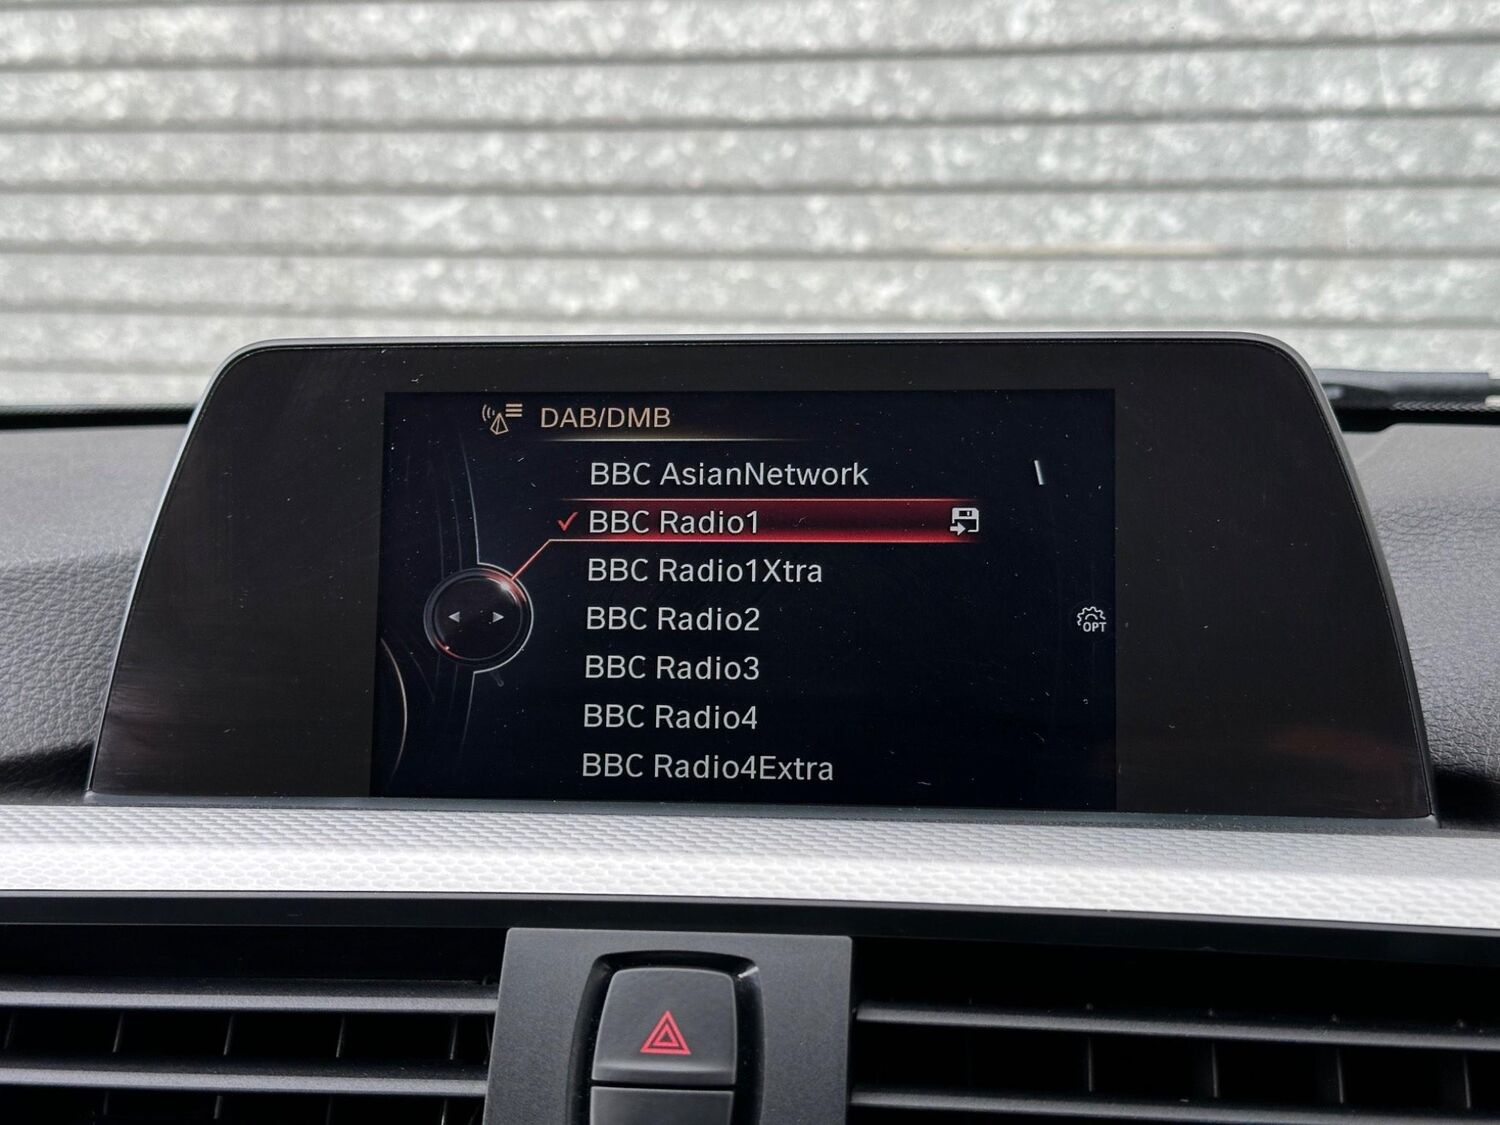 DAB/DMB
BBC AsianNetwork
BBC Radio1
BBC Radio1Xtra
BBC Radio2
OPT
BBC Radio3
BBC Radio4
BBC Radio4Extra